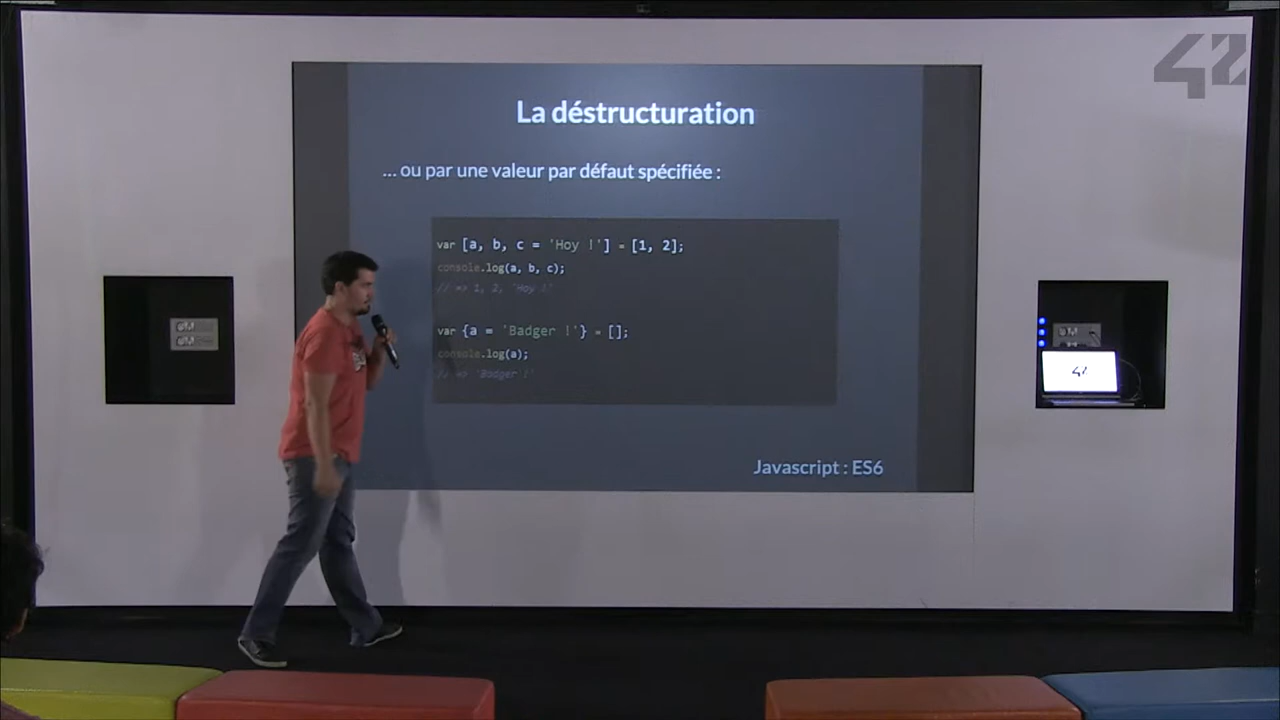 42
La déstructuration
... ou par une valeur par défaut spécifiée :
var [a, b, c = 'Hoy !'] = [1, 2];
console.log(a, b, c);
// => 1, 2, 'Hoy !'
var {a = 'Badger !'} = [];
console.log(a);
// => 'Badger !'
Javascript : ES6
42